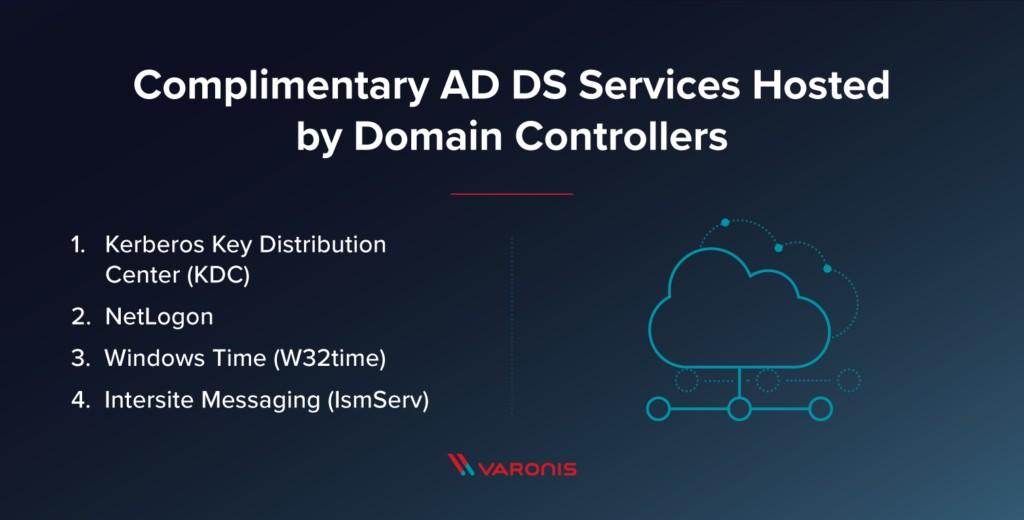 Complimentary AD DS Services Hosted
by Domain Controllers
1. Kerberos Key Distribution
Center (KDC)
2. NetLogon
3. Windows Time (W32time)
4. Intersite Messaging (IsmServ)
VARONIS